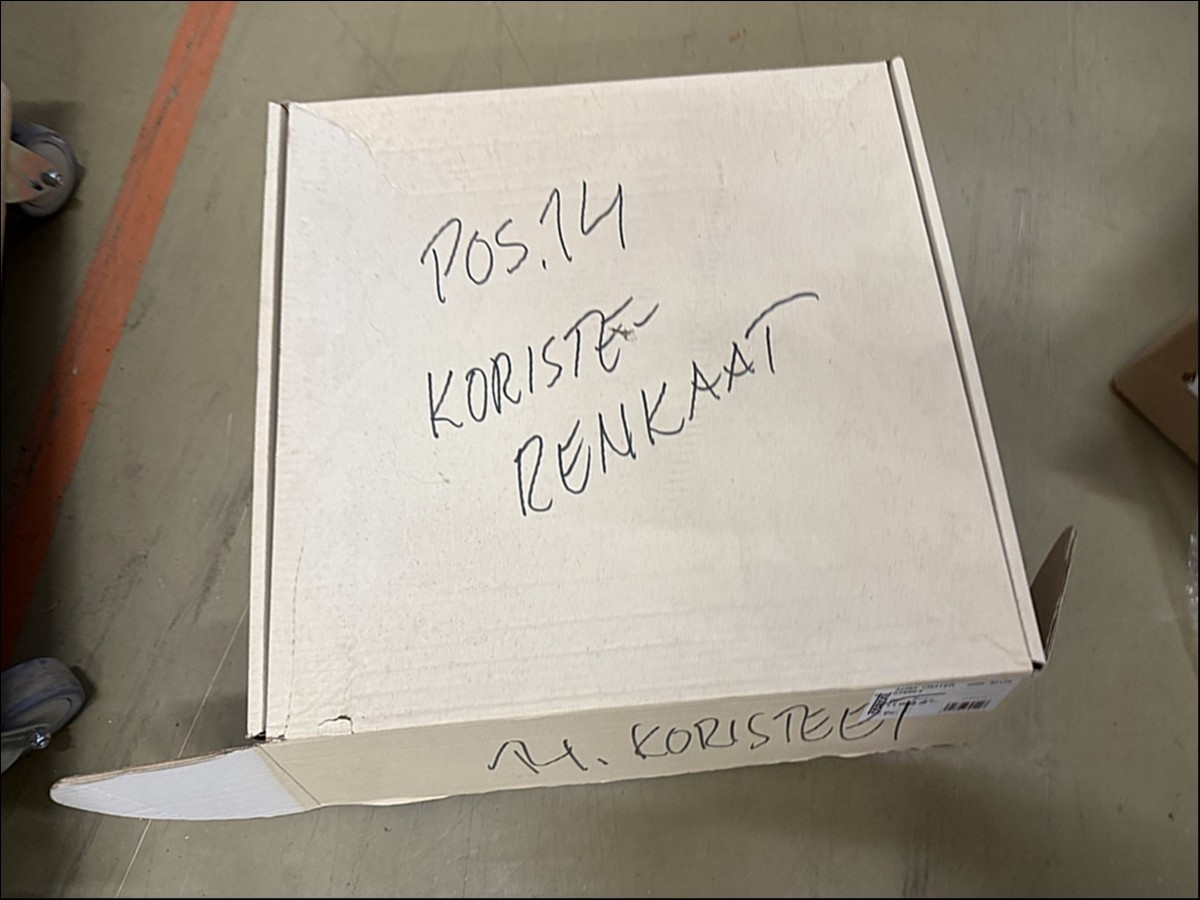 POS.14
KORISTE-
RENKAAT
14. KORISTEET